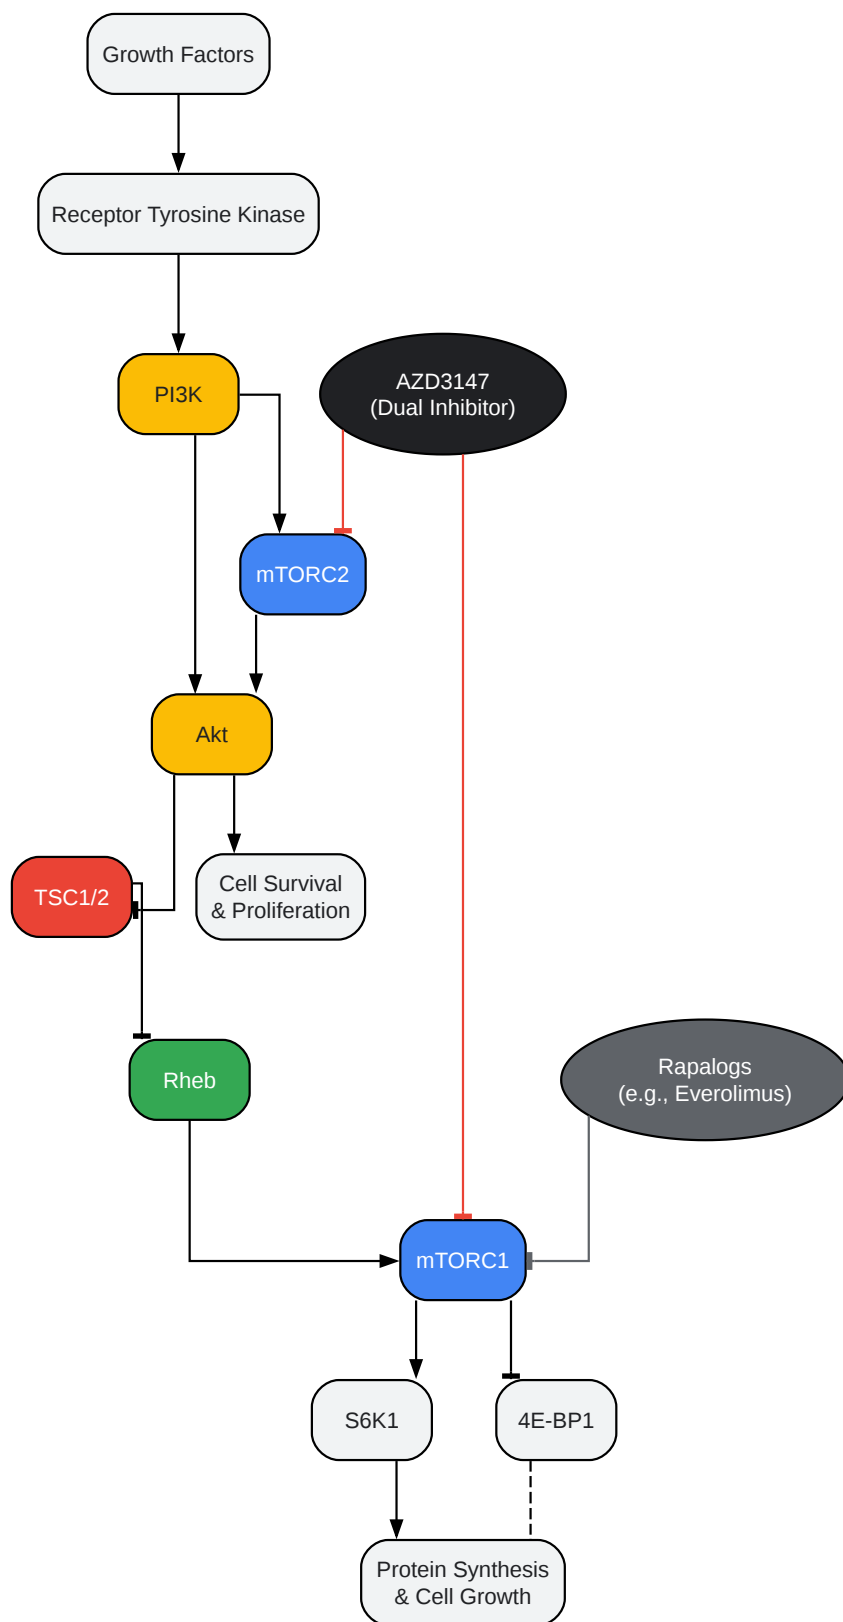 Growth Factors
Receptor Tyrosine Kinase
PI3K
AZD3147
(Dual Inhibitor)
mTORC2
Akt
TSC1/2
Cell Survival
& Proliferation
Rheb
Rapalogs
(e.g., Everolimus)
mTORC1
S6K1
4E-BP1
Protein Synthesis
& Cell Growth